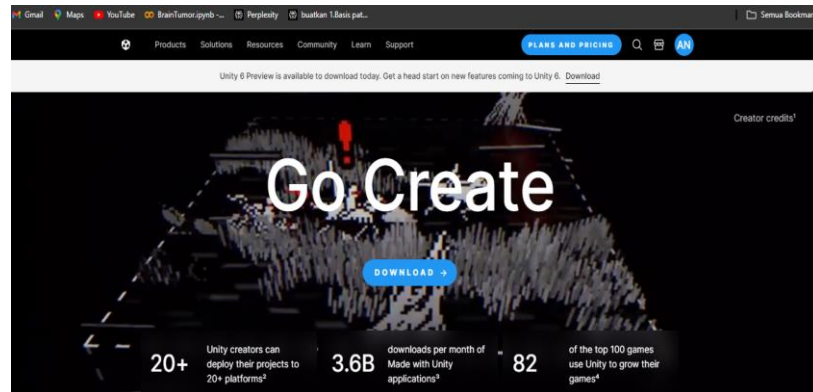 Gmail Maps YouTube BrainTumor.ipynb -... Perplexity buatkan 1.Basis pat... Semua Bookmar
Products Solutions Resources Community Learn Support PLANS AND PRICING AN
Unity 6 Preview is available to download today. Get a head start on new features coming to Unity 6. Download
Creator credits¹
Go Create
DOWNLOAD →
20+
Unity creators can
deploy their projects to
20+ platforms²
3.6B
downloads per month of
Made with Unity
applications³
82
of the top 100 games
use Unity to grow their
games⁴